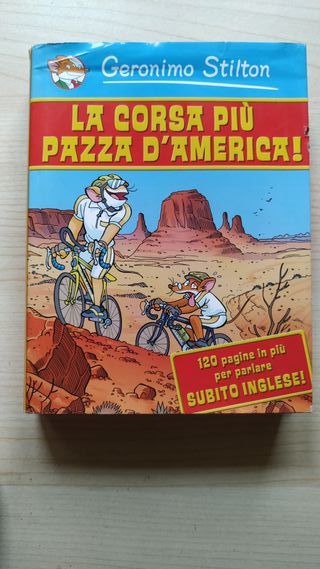 Geronimo Stilton
LA CORSA PIÙ
PAZZA D'AMERICA!
120 pagine in più
per parlare
SUBITO INGLESE!